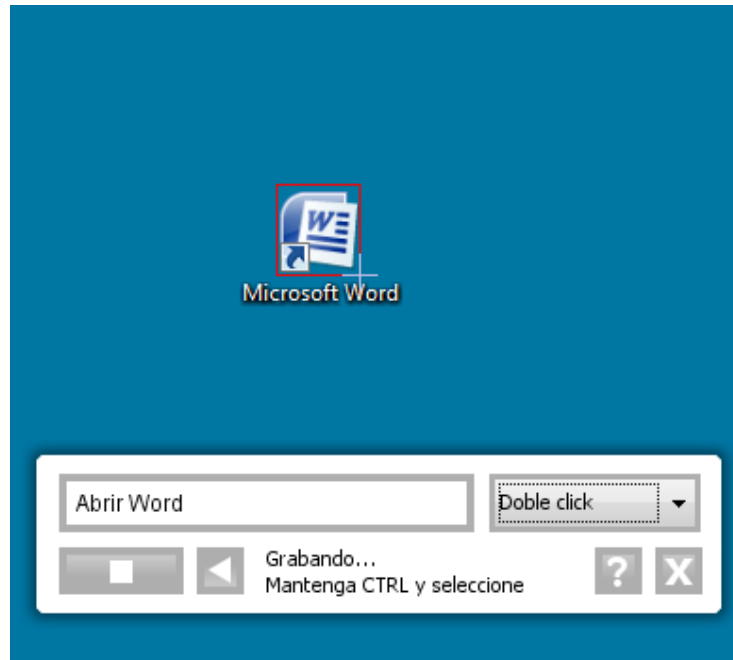 W
Microsoft Word
Abrir Word
Doble click
Grabando...
Mantenga CTRL y seleccione
?
X